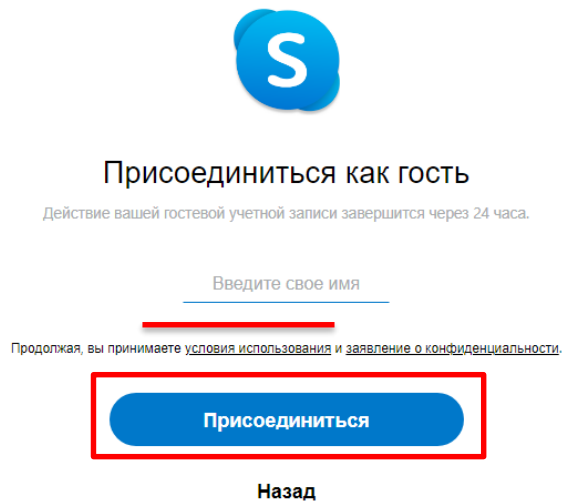 S
Присоединиться как гость
Действие вашей гостевой учетной записи завершится через 24 часа.
Введите свое имя
Продолжая, вы принимаете условия использования и заявление о конфиденциальности.
Присоединиться
Назад